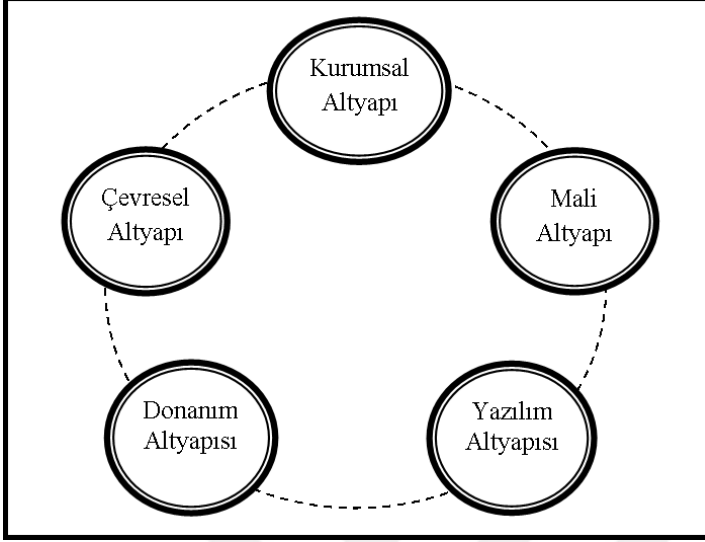 Kurumsal
Altyapı
Çevresel
Altyapı
Mali
Altyapı
Donanım
Altyapısı
Yazılım
Altyapısı